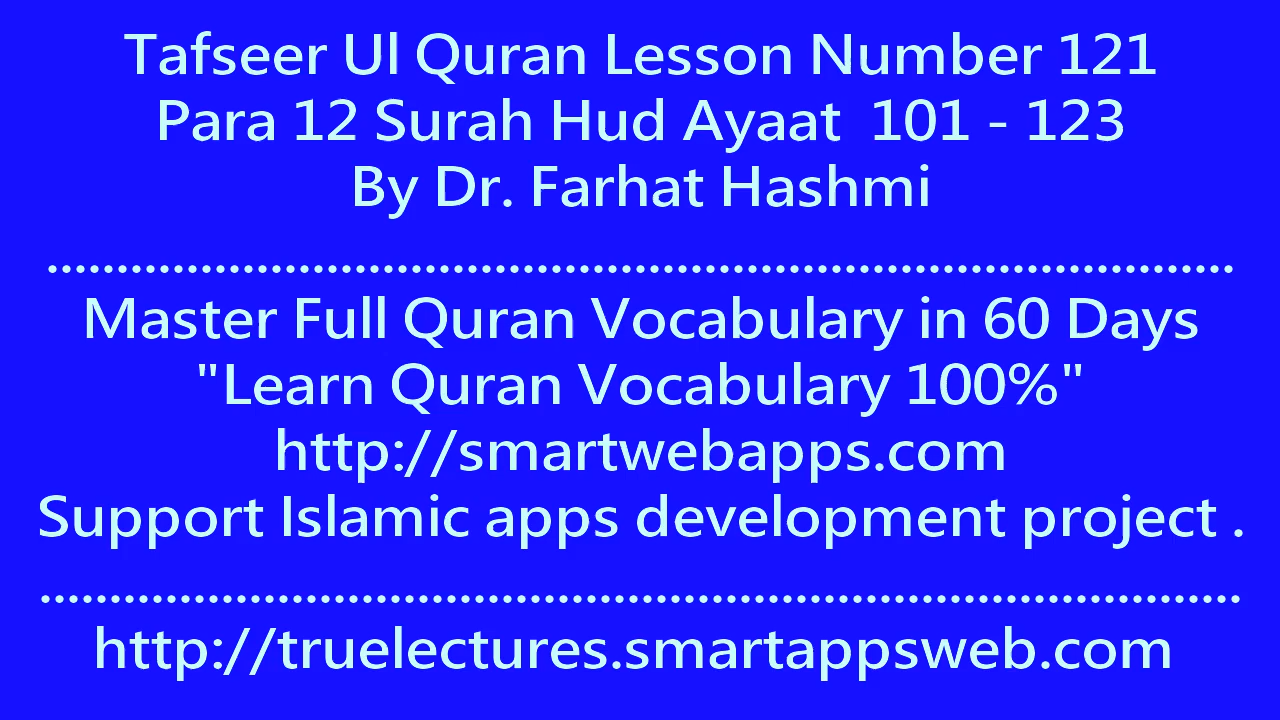 Tafseer Ul Quran Lesson Number 121
Para 12 Surah Hud Ayaat  101 - 123
By Dr. Farhat Hashmi
.....................................................................................
Master Full Quran Vocabulary in 60 Days
"Learn Quran Vocabulary 100%"
http://smartwebapps.com
Support Islamic apps development project .
......................................................................................
http://truelectures.smartappsweb.com